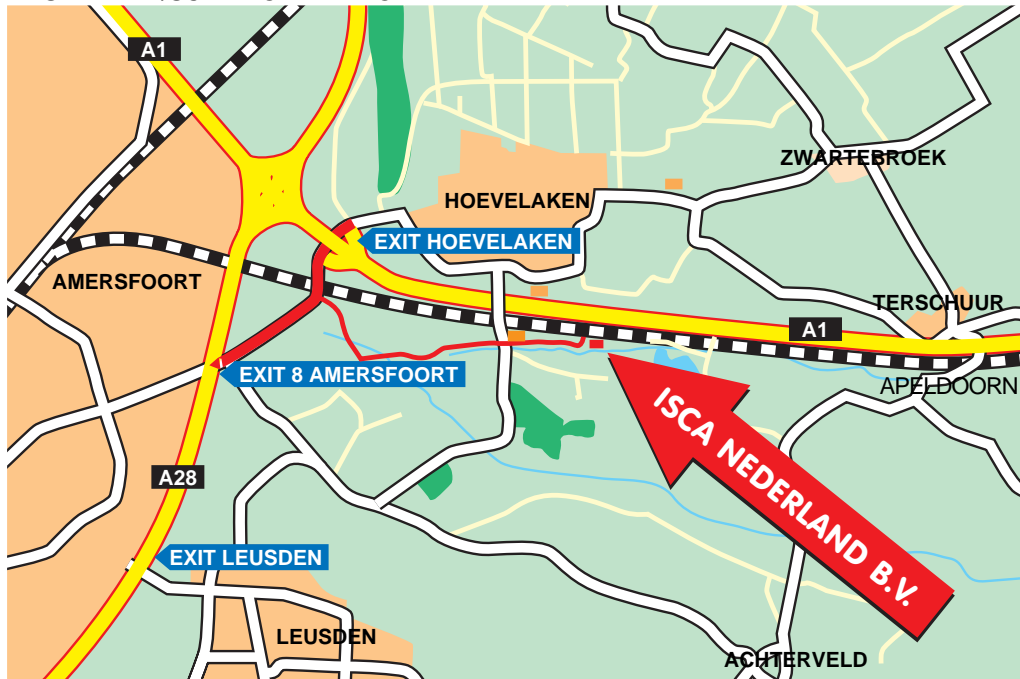 A1
ZWARTEBROEK
HOEVELAKEN
EXIT HOEVELAKEN
AMERSFOORT
TERSCHUUR
A1
EXIT 8 AMERSFOORT
APELDOORN
ISCA NEDERLAND B.V.
A28
EXIT LEUSDEN
LEUSDEN
ACHTERVELD